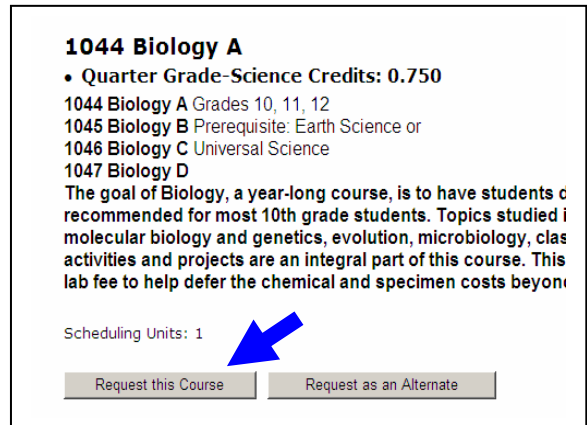 1044 Biology A
• Quarter Grade-Science Credits: 0.750
1044 Biology A Grades 10, 11, 12
1045 Biology B Prerequisite: Earth Science or
1046 Biology C Universal Science
1047 Biology D
The goal of Biology, a year-long course, is to have students
recommended for most 10th grade students. Topics studied
molecular biology and genetics, evolution, microbiology,
activities and projects are an integral part of this course. This
lab fee to help defer the chemical and specimen costs
Scheduling Units: 1
Request this Course Request as an Alternate